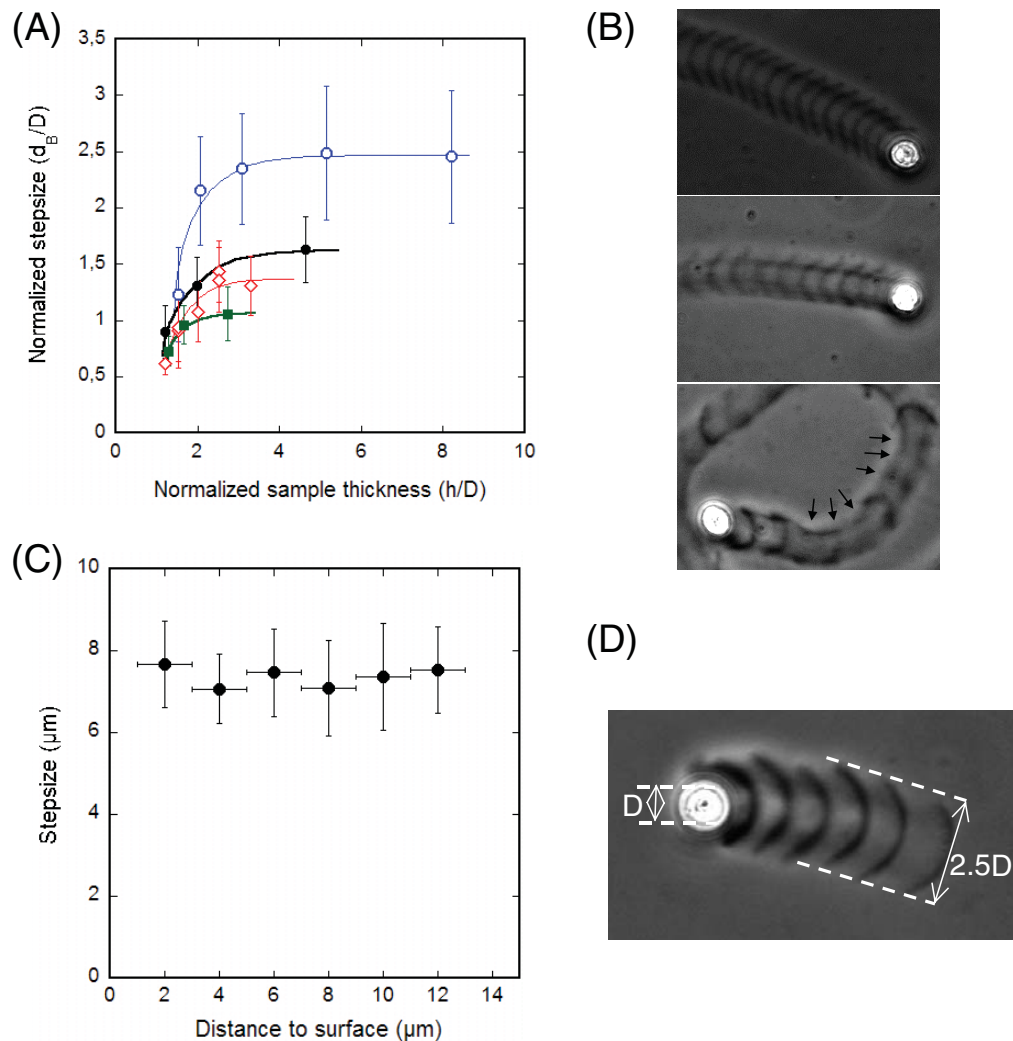 (A)
3,5
3
2,5
2
1,5
1
0,5
0
Normalized stepsize (d_B/D)
0 2 4 6 8 10
Normalized sample thickness (h/D)
(B)
(C)
10
8
6
4
2
0
Stepsize (µm)
0 2 4 6 8 10 12 14
Distance to surface (µm)
(D)
D
2.5D